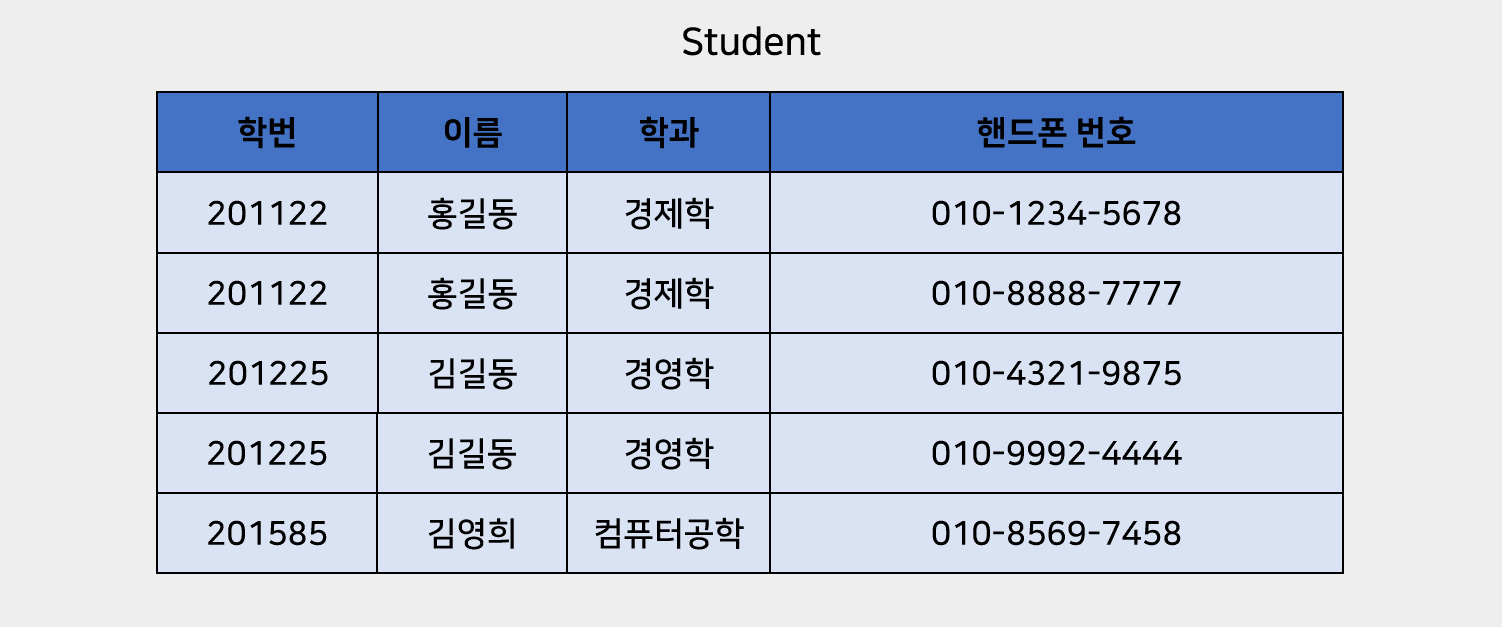 Student
학번 이름 학과 핸드폰 번호
201122 홍길동 경제학 010-1234-5678
201122 홍길동 경제학 010-8888-7777
201225 김길동 경영학 010-4321-9875
201225 김길동 경영학 010-9992-4444
201585 김영희 컴퓨터공학 010-8569-7458